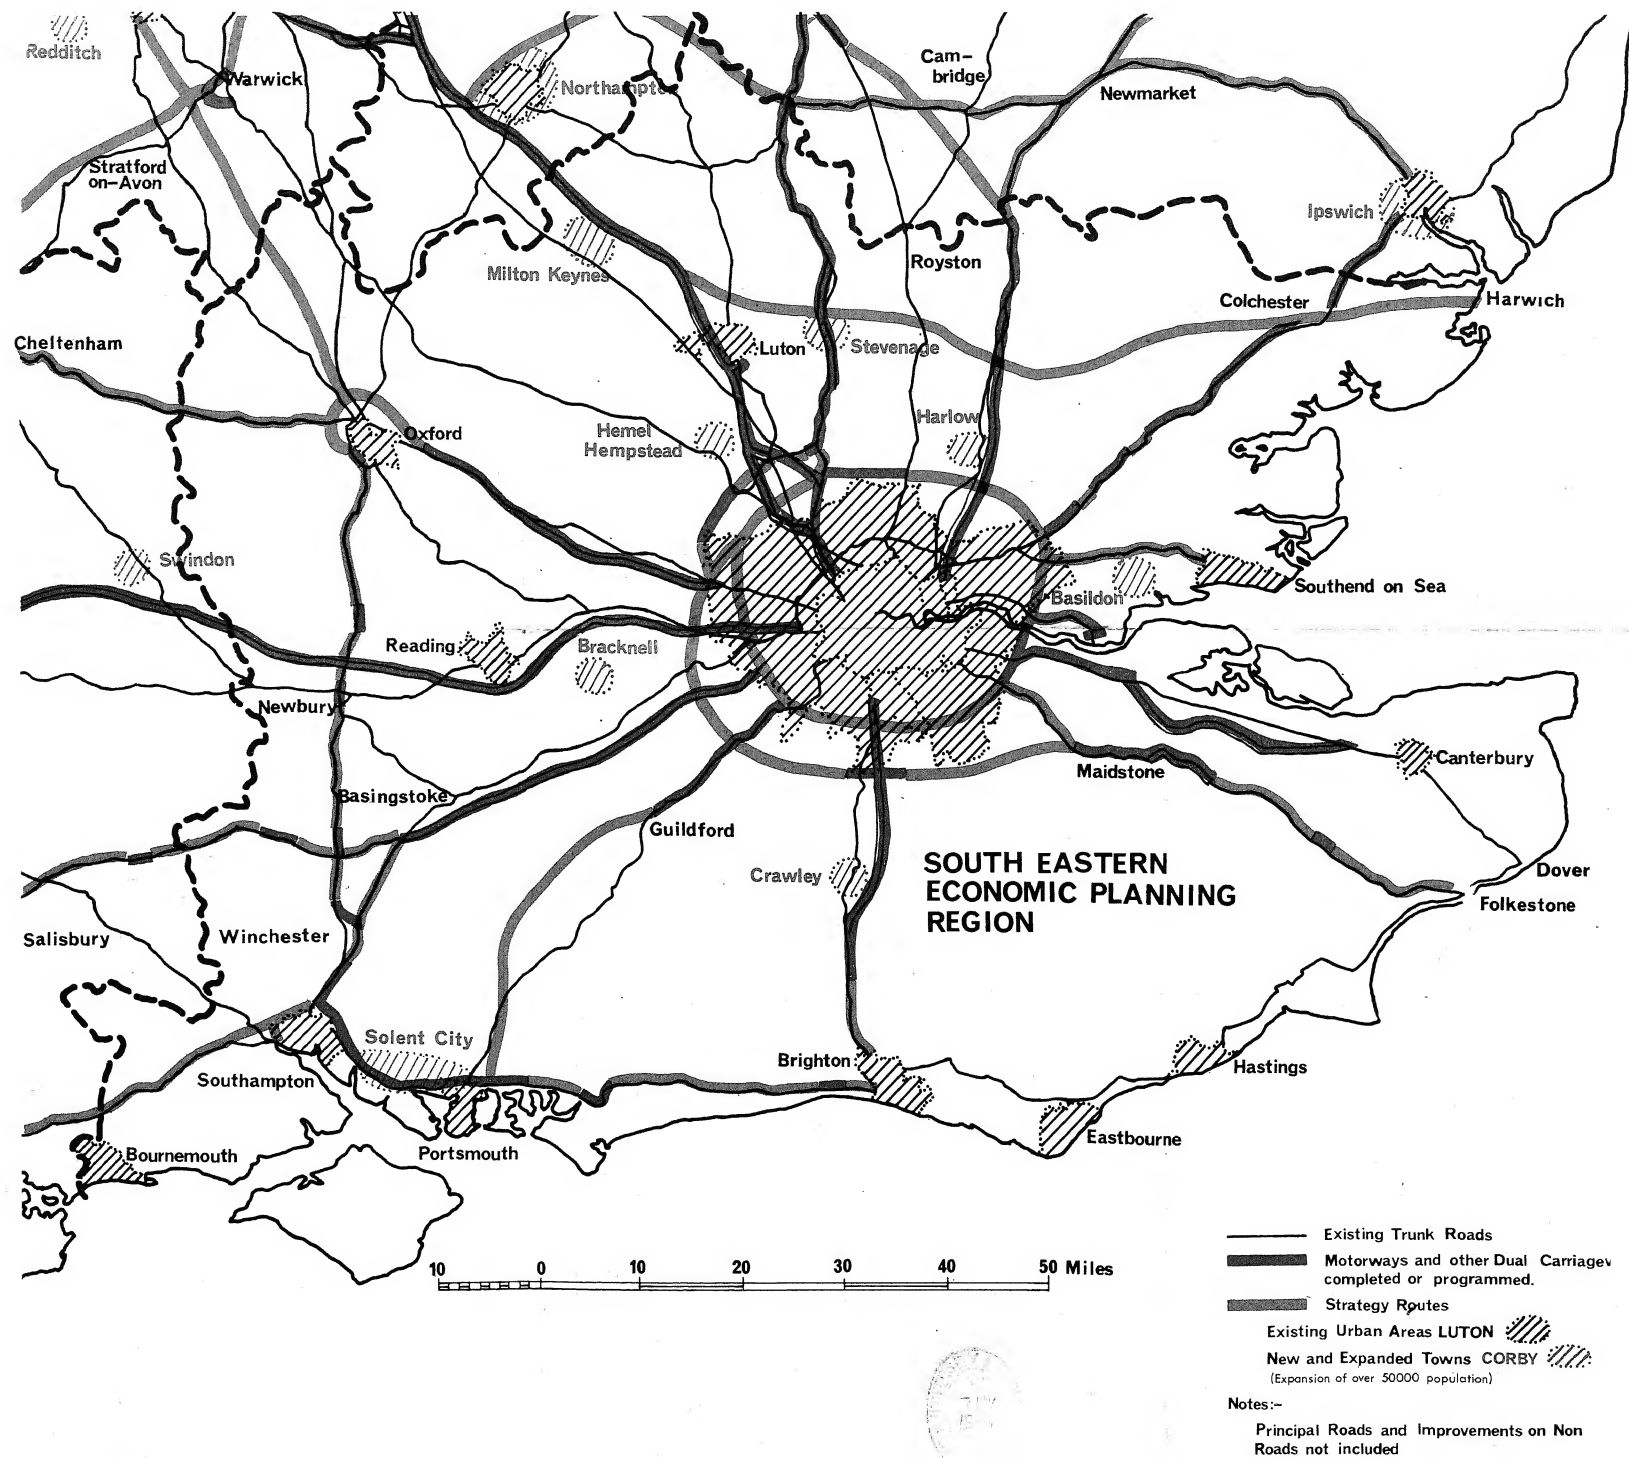 Redditch
Warwick
Northampto
Cam-
bridge
Newmarket
Stratford
on-Avon
Ipswich
Milton Keynes
Royston
Colchester
Harwich
Cheltenham
Luton
Stevenage
Oxford
Hemel
Hempstead
Harlow
Swindon
Basildon
Southend on Sea
Reading
Bracknell
Newbury
Canterbury
Maidstone
Basingstoke
Guildford
Crawley
SOUTH EASTERN
ECONOMIC PLANNING
REGION
Dover
Folkestone
Salisbury
Winchester
Solent City
Southampton
Brighton
Hastings
Bournemouth
Portsmouth
Eastbourne
10 0 10 20 30 40 50 Miles
Existing Trunk Roads
Motorways and other Dual Carriagew
completed or programmed.
Strategy Routes
Existing Urban Areas LUTON
New and Expanded Towns CORBY
(Expansion of over 50000 population)
Notes:-
Principal Roads and Improvements on Non
Roads not included